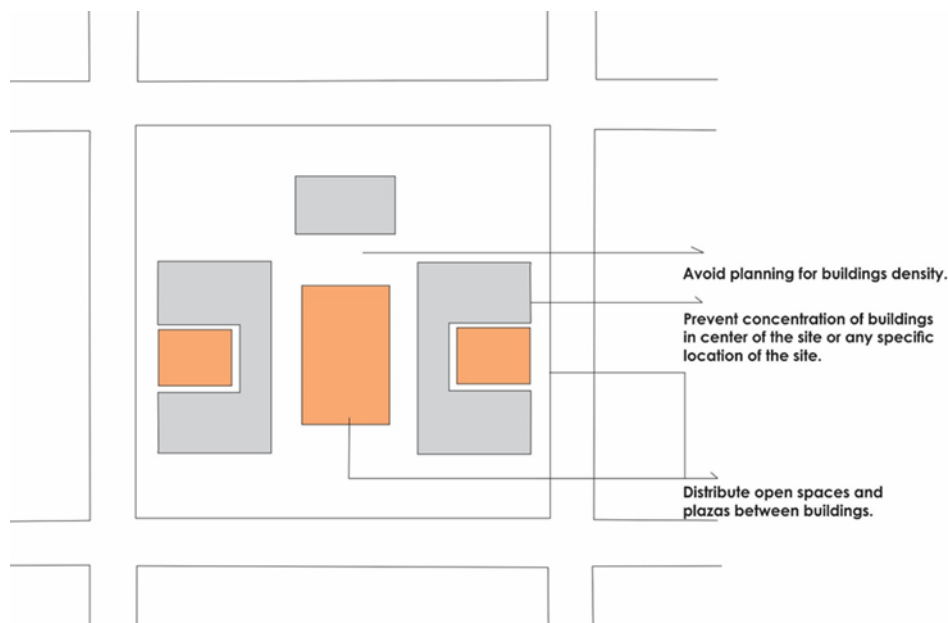 Avoid planning for buildings density.
Prevent concentration of buildings
in center of the site or any specific
location of the site.
Distribute open spaces and
plazas between buildings.